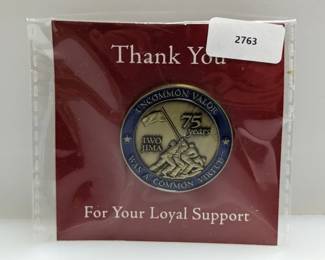 2763
Thank You
UNCOMMON VALOR
75
years
IWO
JIMA
WAS A COMMON VIRTUE
For Your Loyal Support